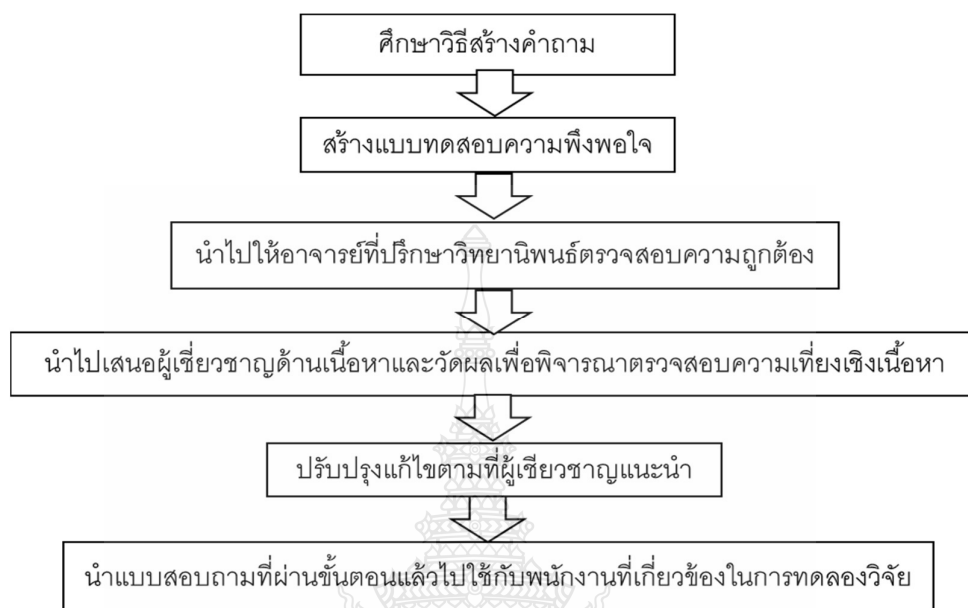 ศึกษาวิธีสร้างคำถาม
สร้างแบบทดสอบความพึงพอใจ
นำไปให้อาจารย์ที่ปรึกษาวิทยานิพนธ์ตรวจสอบความถูกต้อง
นำไปเสนอผู้เชี่ยวชาญด้านเนื้อหาและวัดผลเพื่อพิจารณาตรวจสอบความเที่ยงเชิงเนื้อหา
ปรับปรุงแก้ไขตามที่ผู้เชียวชาญแนะนำ
นำแบบสอบถามที่ผ่านขั้นตอนแล้วไปใช้กับพนักงานที่เกี่ยวข้องในการทดลองวิจัย